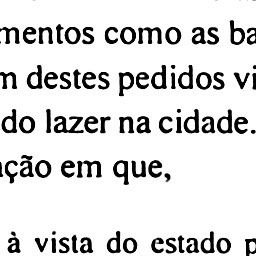 mentos como as ba
m destes pedidos vi
do lazer na cidade.
ação em que,
à vista do estado p